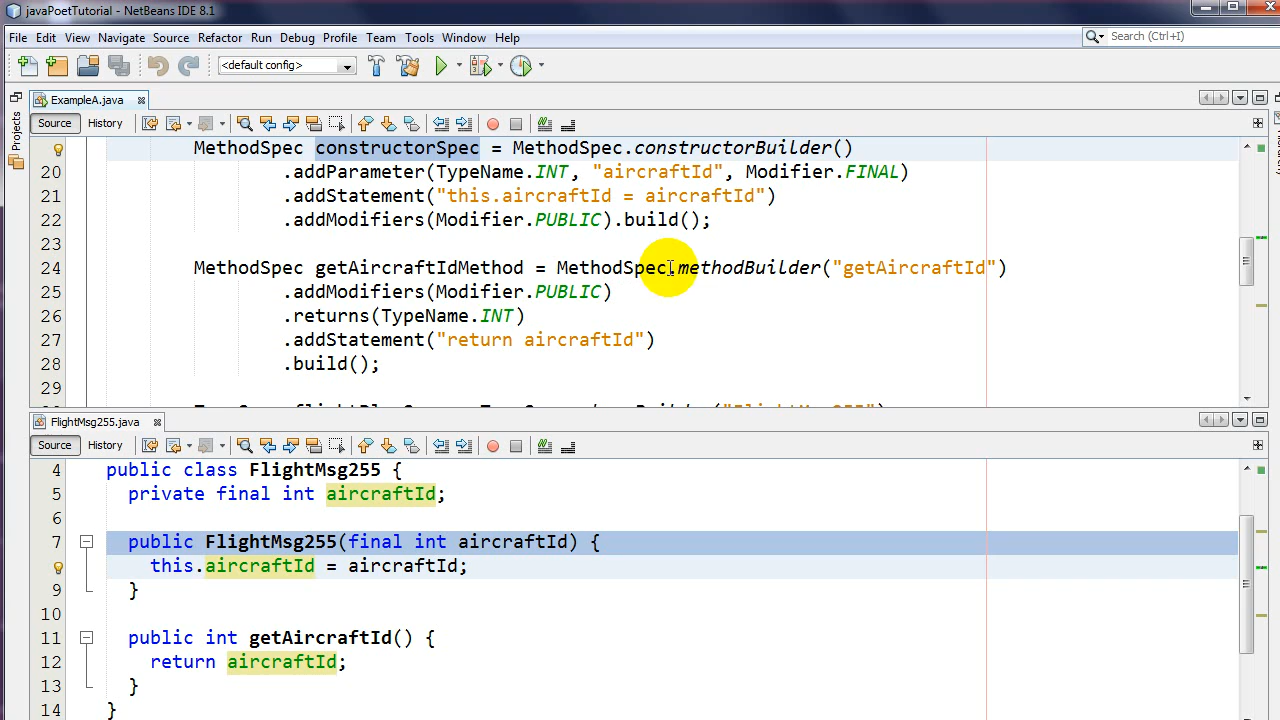 javaPoetTutorial - NetBeans IDE 8.1
File Edit View Navigate Source Refactor Run Debug Profile Team Tools Window Help
Search (Ctrl+I)
<default config>
Projects
ExampleA.java
Source History
MethodSpec constructorSpec = MethodSpec.constructorBuilder()
20 .addParameter(TypeName.INT, "aircraftId", Modifier.FINAL)
21 .addStatement("this.aircraftId = aircraftId")
22 .addModifiers(Modifier.PUBLIC).build();
23
24 MethodSpec getAircraftIdMethod = MethodSpec.methodBuilder("getAircraftId")
25 .addModifiers(Modifier.PUBLIC)
26 .returns(TypeName.INT)
27 .addStatement("return aircraftId")
28 .build();
29
FlightMsg255.java
Source History
4 public class FlightMsg255 {
5 private final int aircraftId;
6
7 public FlightMsg255(final int aircraftId) {
this.aircraftId = aircraftId;
9 }
10
11 public int getAircraftId() {
12 return aircraftId;
13 }
14 }